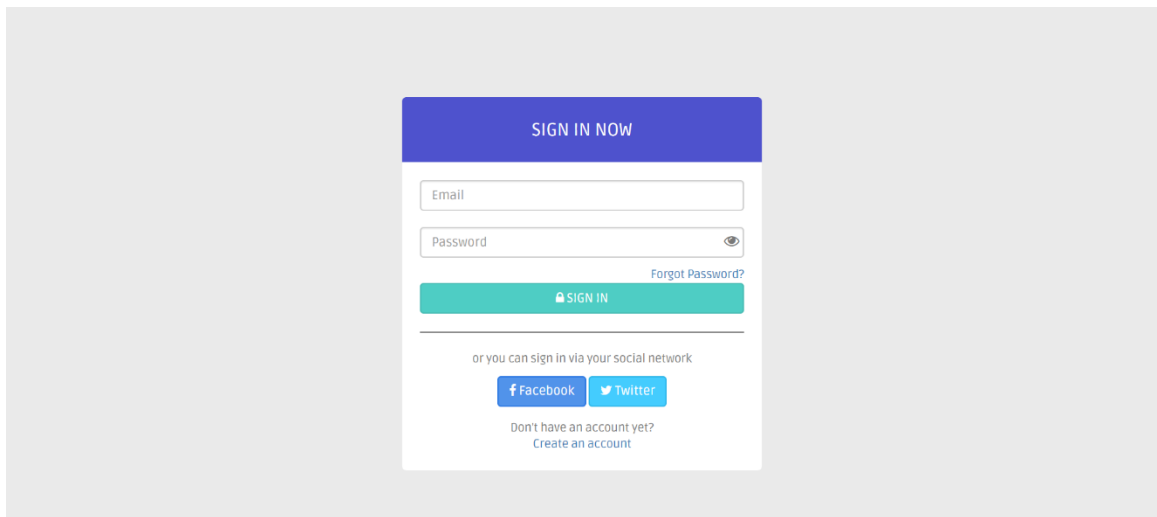 SIGN IN NOW
Email
Password
Forgot Password?
SIGN IN
or you can sign in via your social network
Facebook Twitter
Don't have an account yet?
Create an account